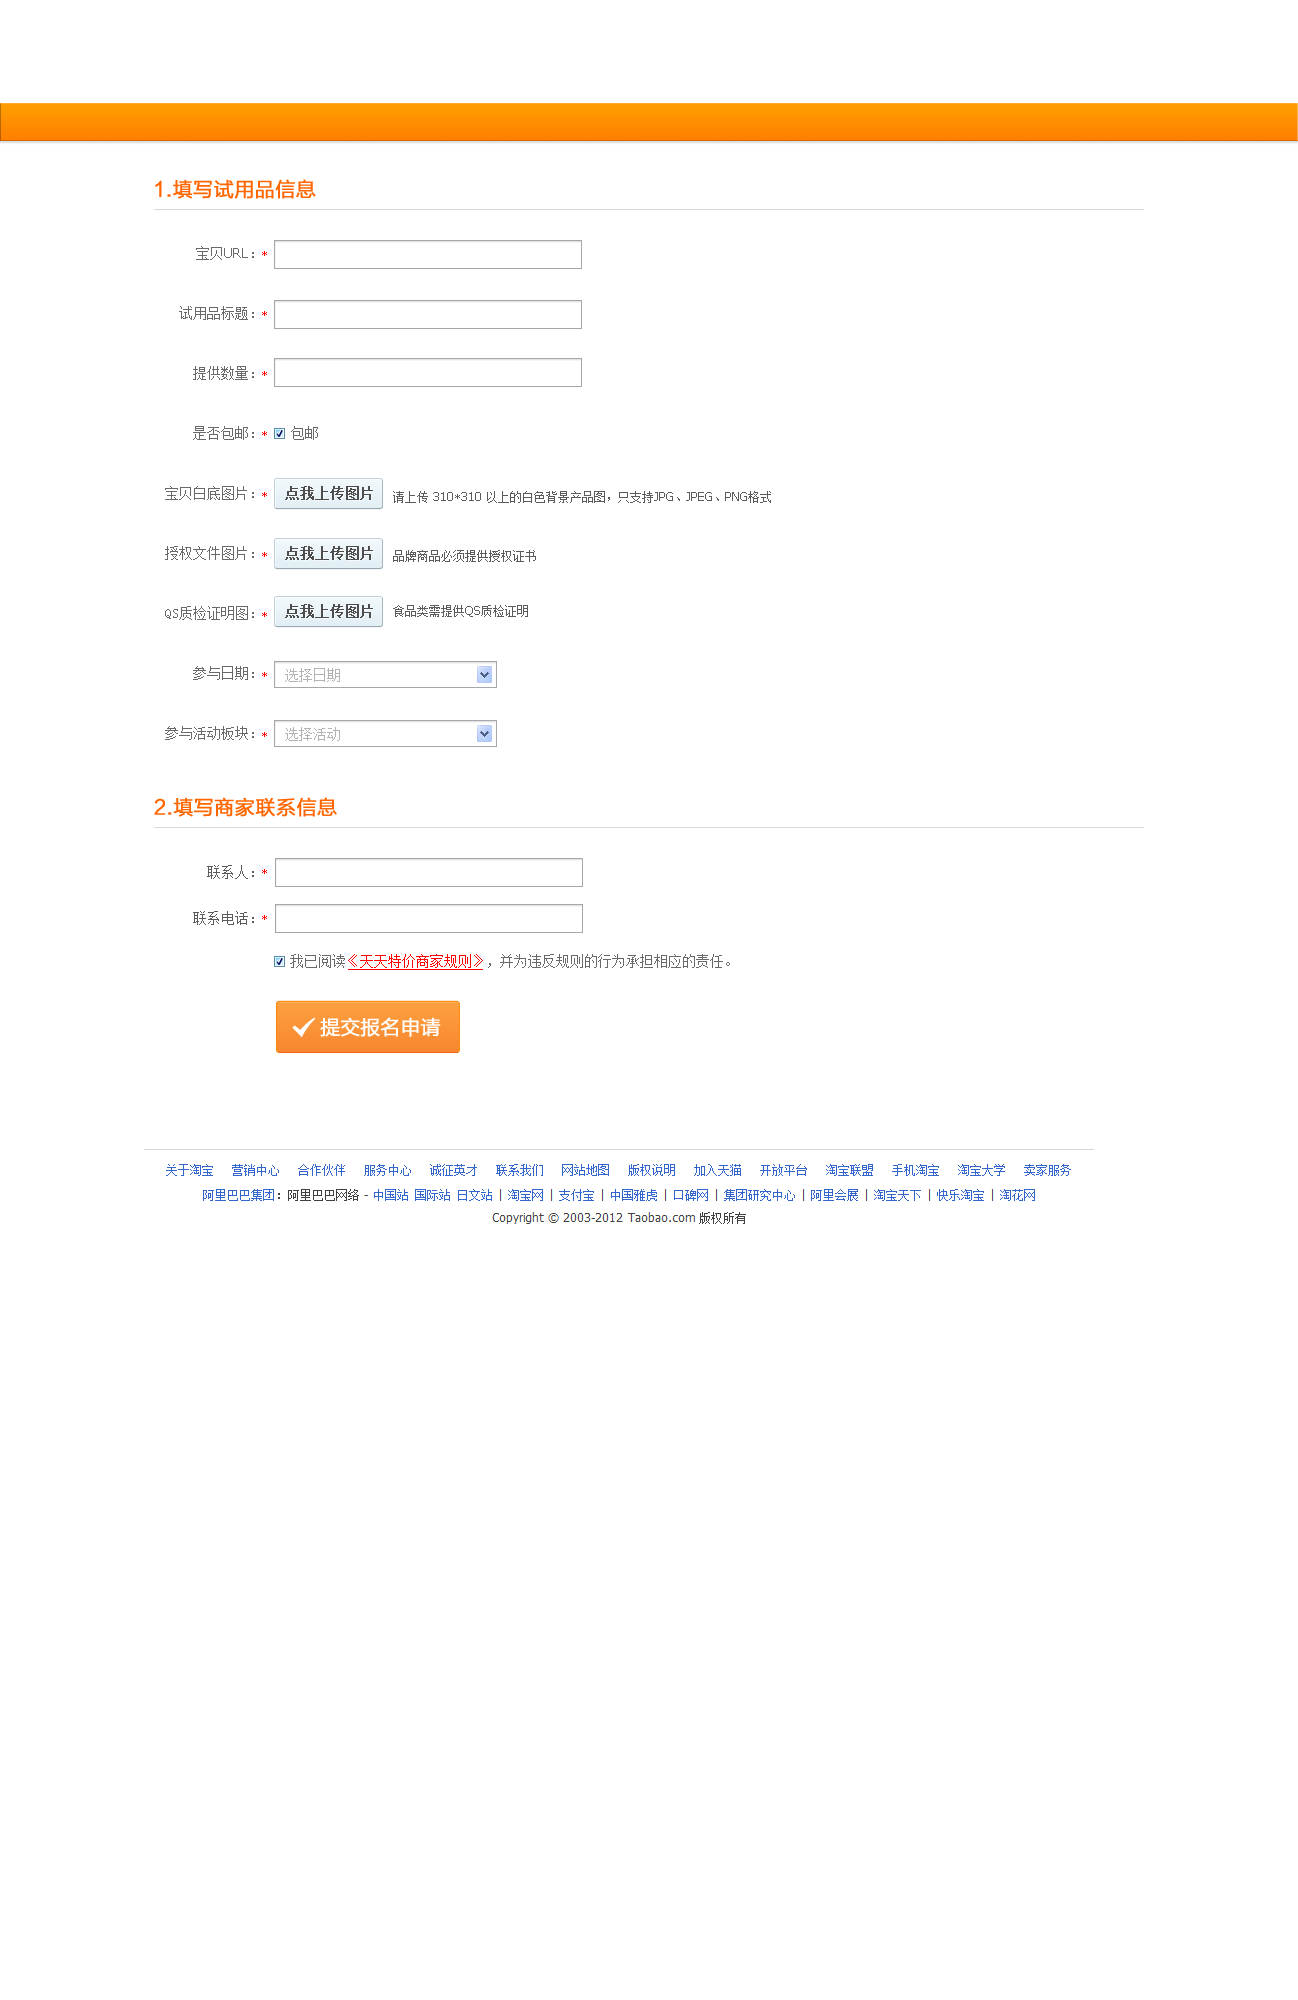 1.填写试用品信息
宝贝URL：*
试用品标题：*
提供数量：*
是否包邮：* 包邮
宝贝白底图片：* 点我上传图片 请上传 310*310 以上的白色背景产品图，只支持JPG、JPEG、PNG格式
授权文件图片：* 点我上传图片 品牌商品必须提供授权证书
QS质检证明图：* 点我上传图片 食品类需提供QS质检证明
参与日期：* 选择日期
参与活动板块：* 选择活动
2.填写商家联系信息
联系人：*
联系电话：*
我已阅读《天天特价商家规则》，并为违反规则的行为承担相应的责任。
提交报名申请
关于淘宝 营销中心 合作伙伴 服务中心 诚征英才 联系我们 网站地图 版权说明 加入天猫 开放平台 淘宝联盟 手机淘宝 淘宝大学 卖家服务
阿里巴巴集团：阿里巴巴网络 - 中国站 国际站 日文站 | 淘宝网 | 支付宝 | 中国雅虎 | 口碑网 | 集团研究中心 | 阿里会展 | 淘宝天下 | 快乐淘宝 | 淘花网
Copyright © 2003-2012 Taobao.com 版权所有